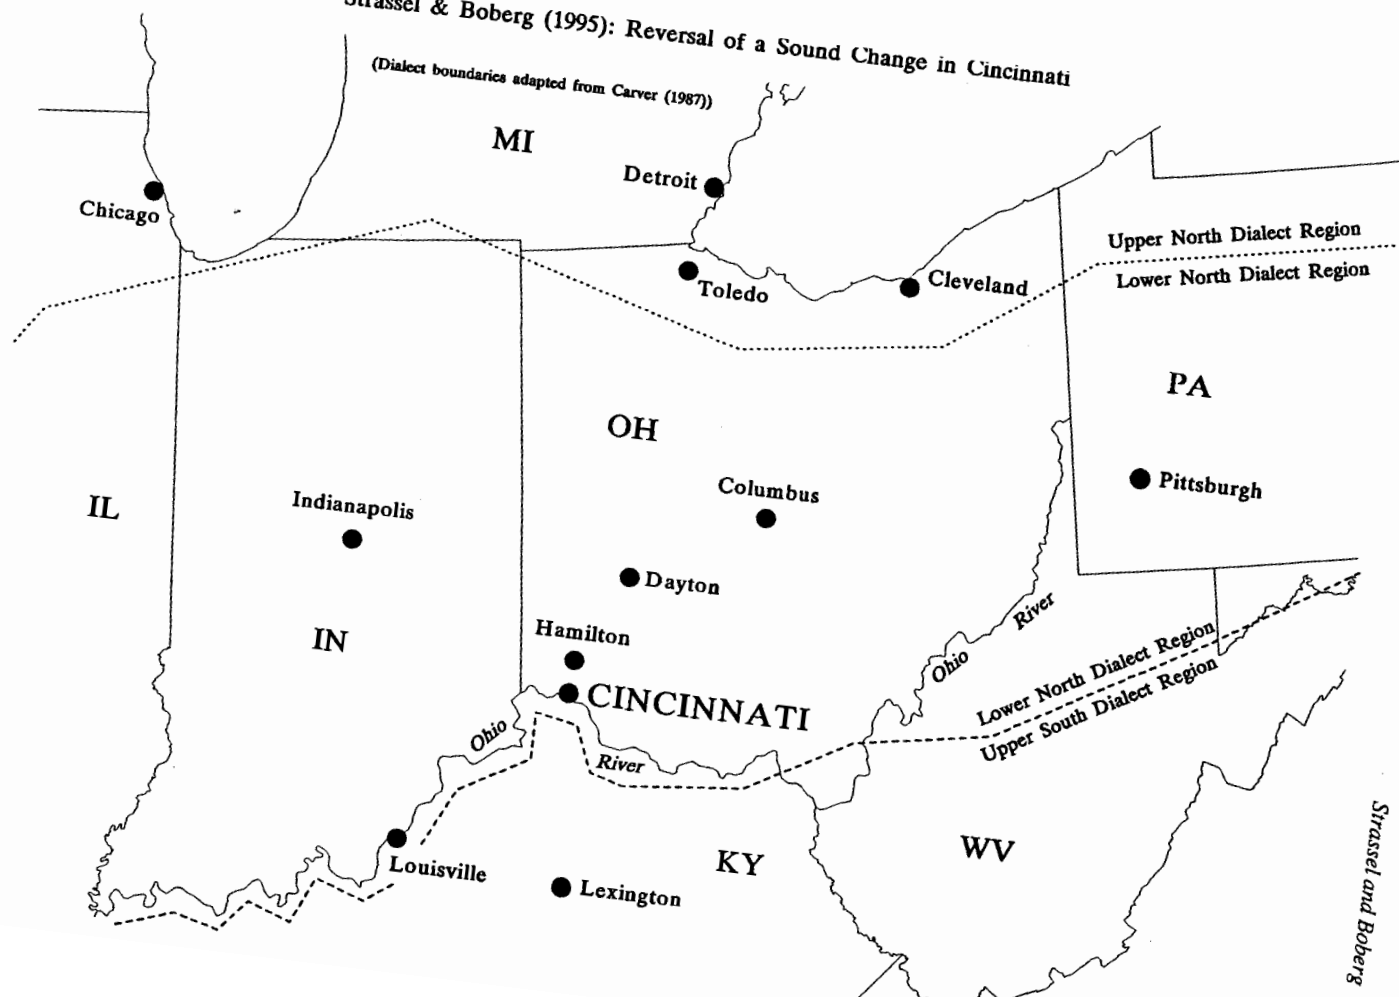 Strassel & Boberg (1995): Reversal of a Sound Change in Cincinnati
(Dialect boundaries adapted from Carver (1987))
MI
Detroit
Chicago
Upper North Dialect Region
Lower North Dialect Region
Toledo
Cleveland
PA
OH
IL
Indianapolis
Columbus
Pittsburgh
Dayton
IN
Hamilton
CINCINNATI
Ohio
River
Ohio
River
Lower North Dialect Region
Upper South Dialect Region
Louisville
Lexington
KY
WV
Strassel and Boberg